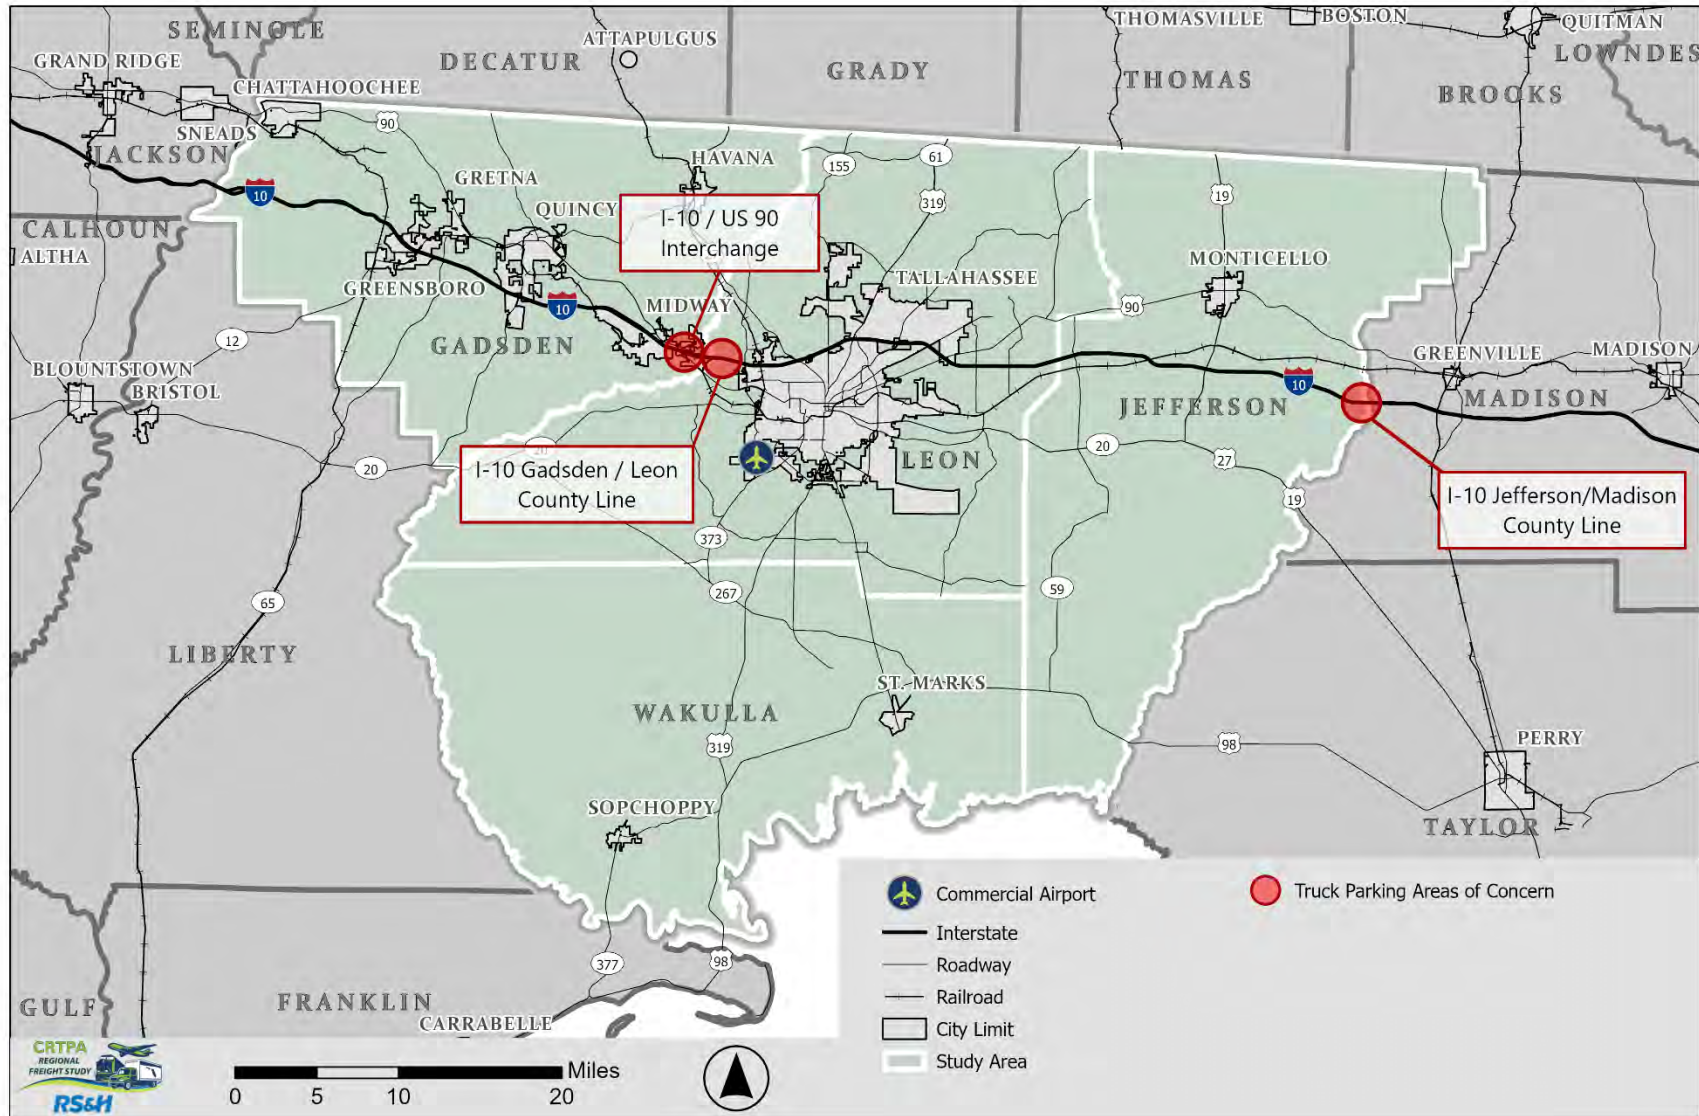 SEMINOLE
DECATUR
ATTAPULGUS
GRADY
THOMASVILLE
THOMAS
BOSTON
QUITMAN
LOWNDES
BROOKS
GRAND RIDGE
CHATTAHOOCHEE
SNEADS
JACKSON
90
HAVANA
155
61
319
19
10
GRETNA
QUINCY
I-10 / US 90
Interchange
CALHOUN
ALTHA
GREENSBORO
10
MIDWAY
TALLAHASSEE
MONTICELLO
90
12
GADSDEN
GREENVILLE
MADISON
BLOUNTSTOWN
BRISTOL
10
JEFFERSON
MADISON
20
20
I-10 Gadsden / Leon
County Line
LEON
20
27
19
I-10 Jefferson/Madison
County Line
373
267
59
65
LIBERTY
ST. MARKS
WAKULLA
319
98
PERRY
SOPCHOPPY
TAYLOR
377
98
GULF
FRANKLIN
CARRABELLE
Commercial Airport
Interstate
Roadway
Railroad
City Limit
Study Area
Truck Parking Areas of Concern
CRTPA
REGIONAL
FREIGHT STUDY
RS&H
Miles
0 5 10 20